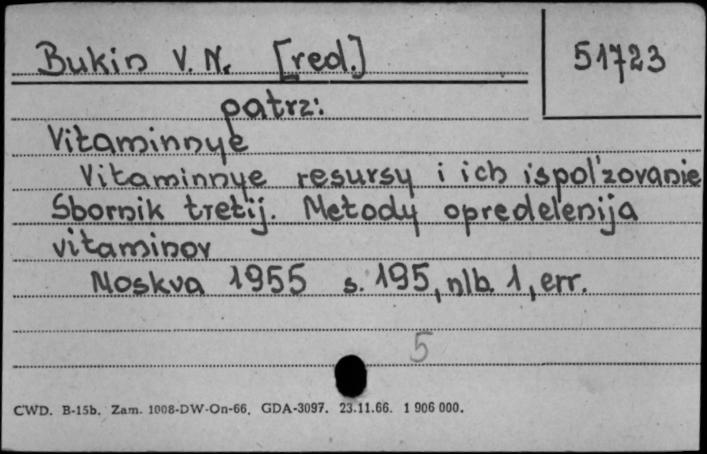 Bukin V. N. [red.]
51723
patrz:
Vitaminnye
Vitaminnye resursy i ich ispol'zovanie
Sbornik tretij. Metody opredelenija
vitaminov
Moskva 1955 s. 195, nlb. 1, err.
5
CWD. B-15b. Zam. 1008-DW-On-66. GDA-3097. 23.11.66. 1 906 000.